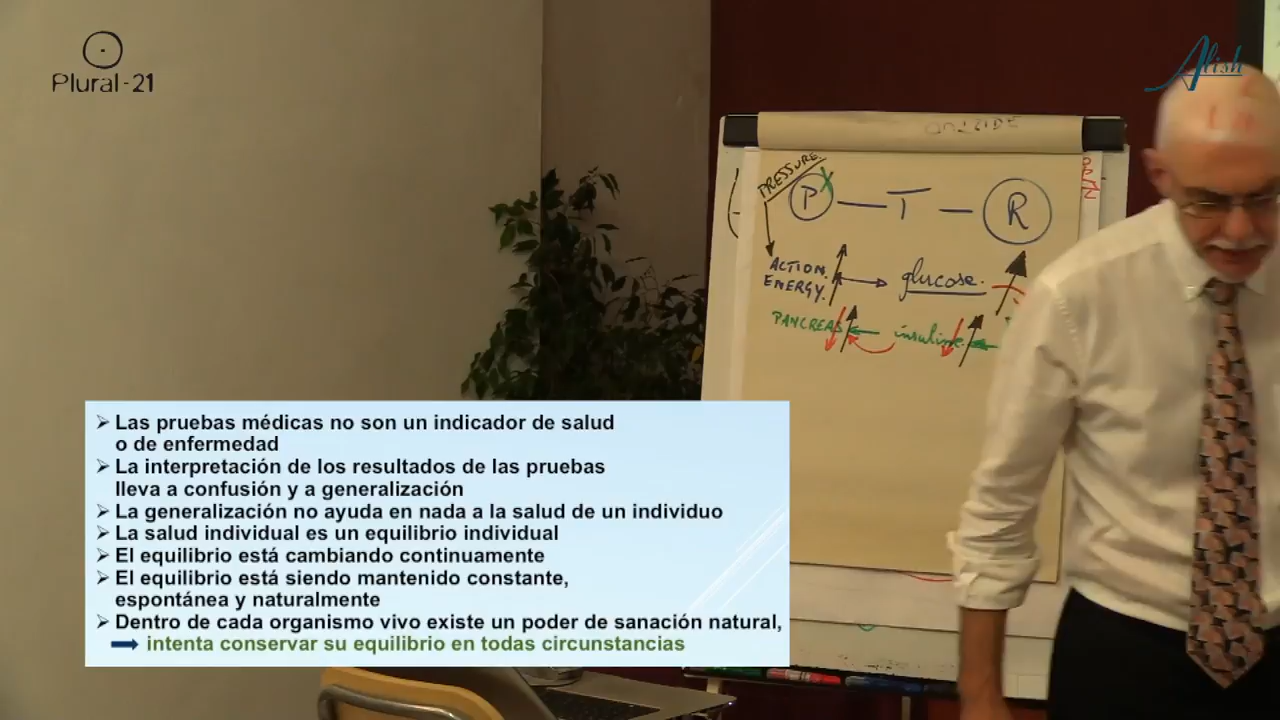 Plural-21
Alish
PRESSURE
P — T — R
ACTION.
ENERGY. glucose.
PANCREAS insuline
Las pruebas médicas no son un indicador de salud
o de enfermedad
La interpretación de los resultados de las pruebas
lleva a confusión y a generalización
La generalización no ayuda en nada a la salud de un individuo
La salud individual es un equilibrio individual
El equilibrio está cambiando continuamente
El equilibrio está siendo mantenido constante,
espontánea y naturalmente
Dentro de cada organismo vivo existe un poder de sanación natural,
intenta conservar su equilibrio en todas circunstancias